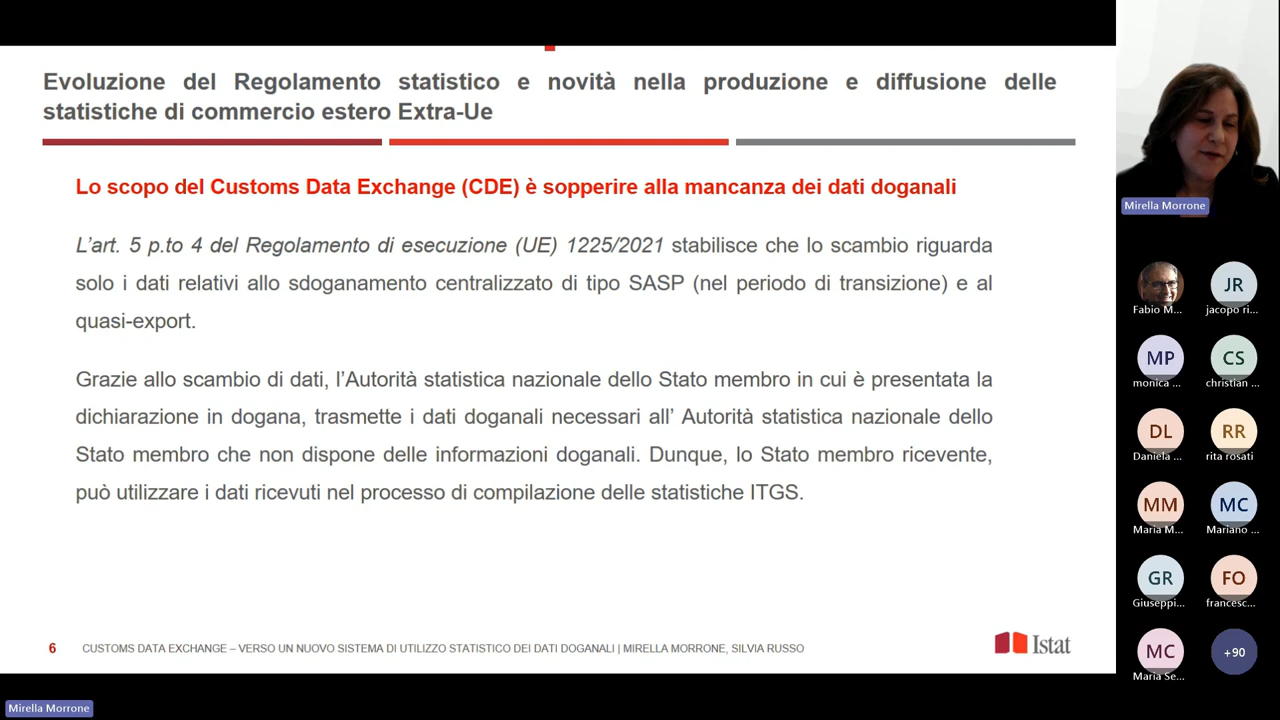 Evoluzione del Regolamento statistico e novità nella produzione e diffusione delle
statistiche di commercio estero Extra-Ue
Lo scopo del Customs Data Exchange (CDE) è sopperire alla mancanza dei dati doganali
L’art. 5 p.to 4 del Regolamento di esecuzione (UE) 1225/2021 stabilisce che lo scambio riguarda
solo i dati relativi allo sdoganamento centralizzato di tipo SASP (nel periodo di transizione) e al
quasi-export.
Grazie allo scambio di dati, l’Autorità statistica nazionale dello Stato membro in cui è presentata la
dichiarazione in dogana, trasmette i dati doganali necessari all’ Autorità statistica nazionale dello
Stato membro che non dispone delle informazioni doganali. Dunque, lo Stato membro ricevente,
può utilizzare i dati ricevuti nel processo di compilazione delle statistiche ITGS.
6 CUSTOMS DATA EXCHANGE – VERSO UN NUOVO SISTEMA DI UTILIZZO STATISTICO DEI DATI DOGANALI | MIRELLA MORRONE, SILVIA RUSSO
Istat
Mirella Morrone
Fabio M...
JR
jacopo ri...
MP
monica ...
CS
christian ...
DL
Daniela ...
RR
rita rosati
MM
Maria M...
MC
Mariano ...
GR
Giuseppi...
FO
francesc...
MC
Maria Se...
+90
Mirella Morrone